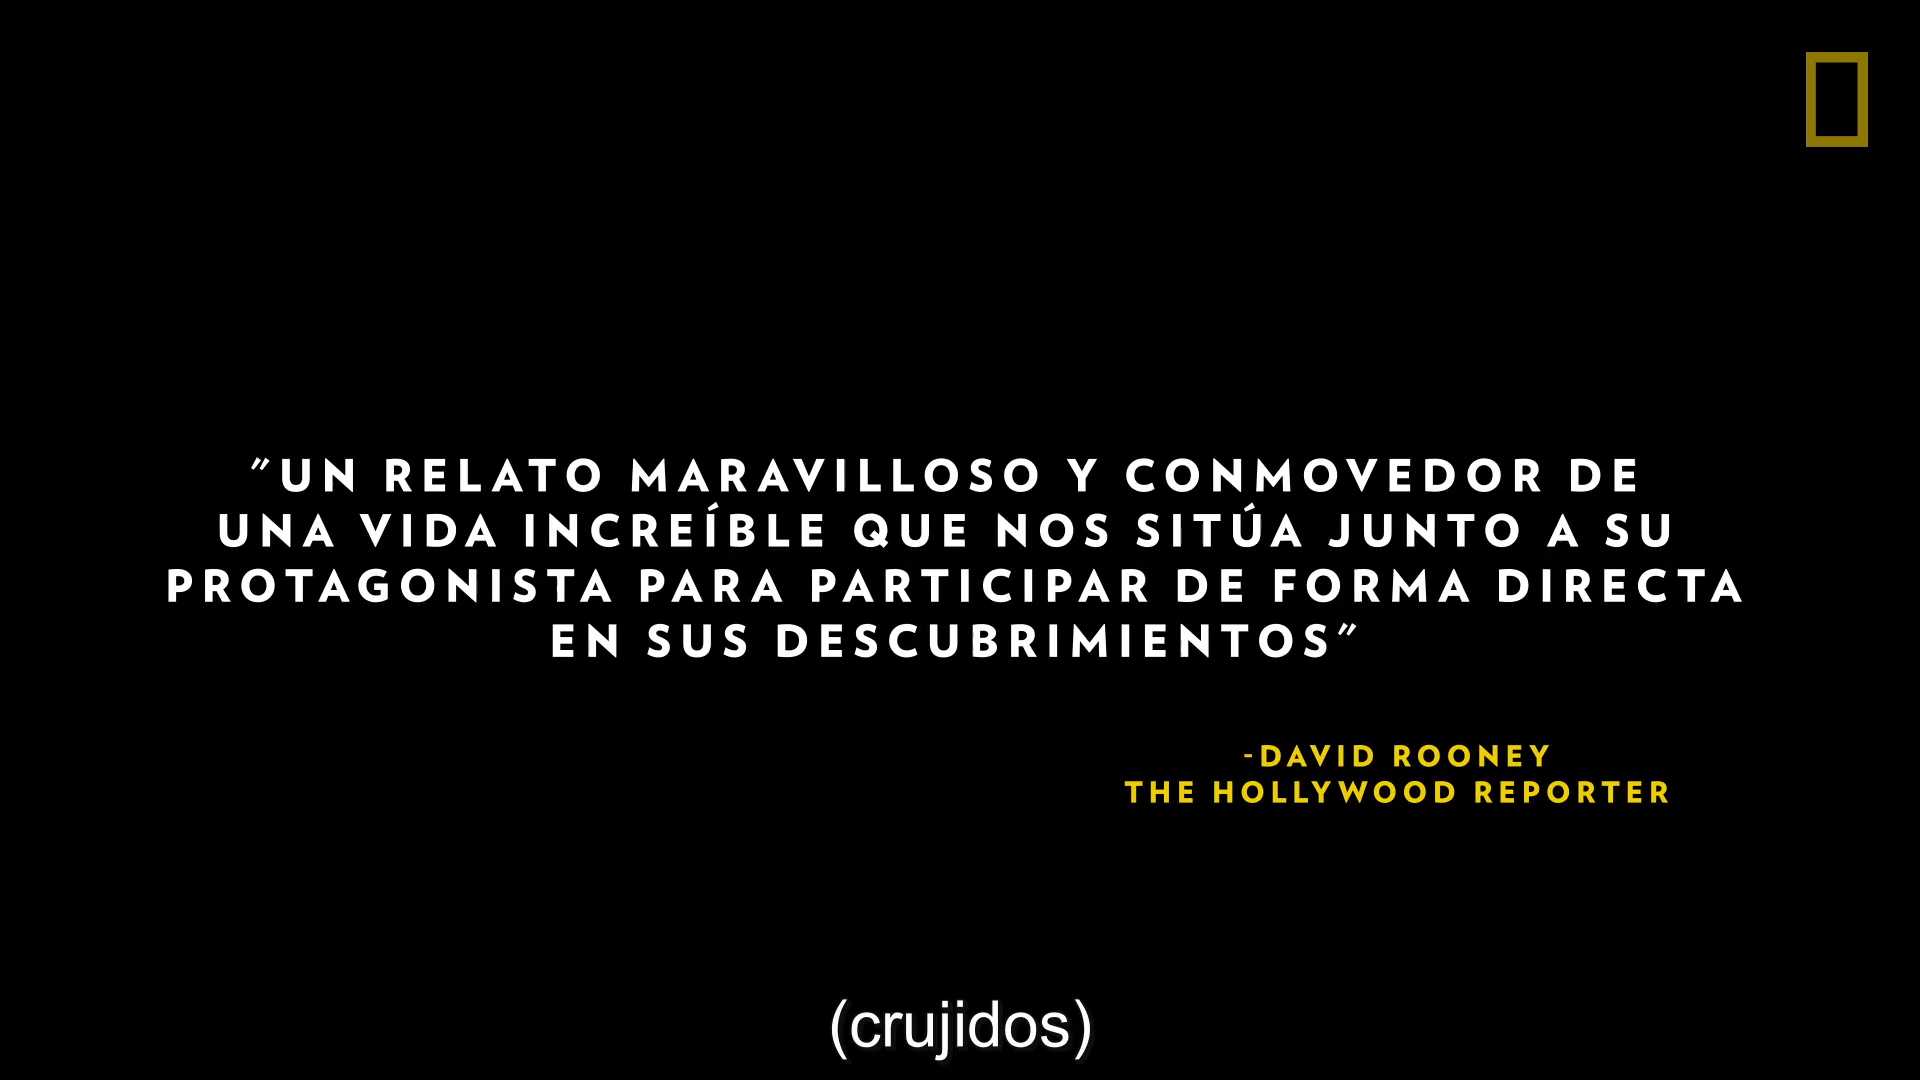 "UN RELATO MARAVILLOSO Y CONMOVEDOR DE
UNA VIDA INCREÍBLE QUE NOS SITÚA JUNTO A SU
PROTAGONISTA PARA PARTICIPAR DE FORMA DIRECTA
EN SUS DESCUBRIMIENTOS"
-DAVID ROONEY
THE HOLLYWOOD REPORTER
(crujidos)